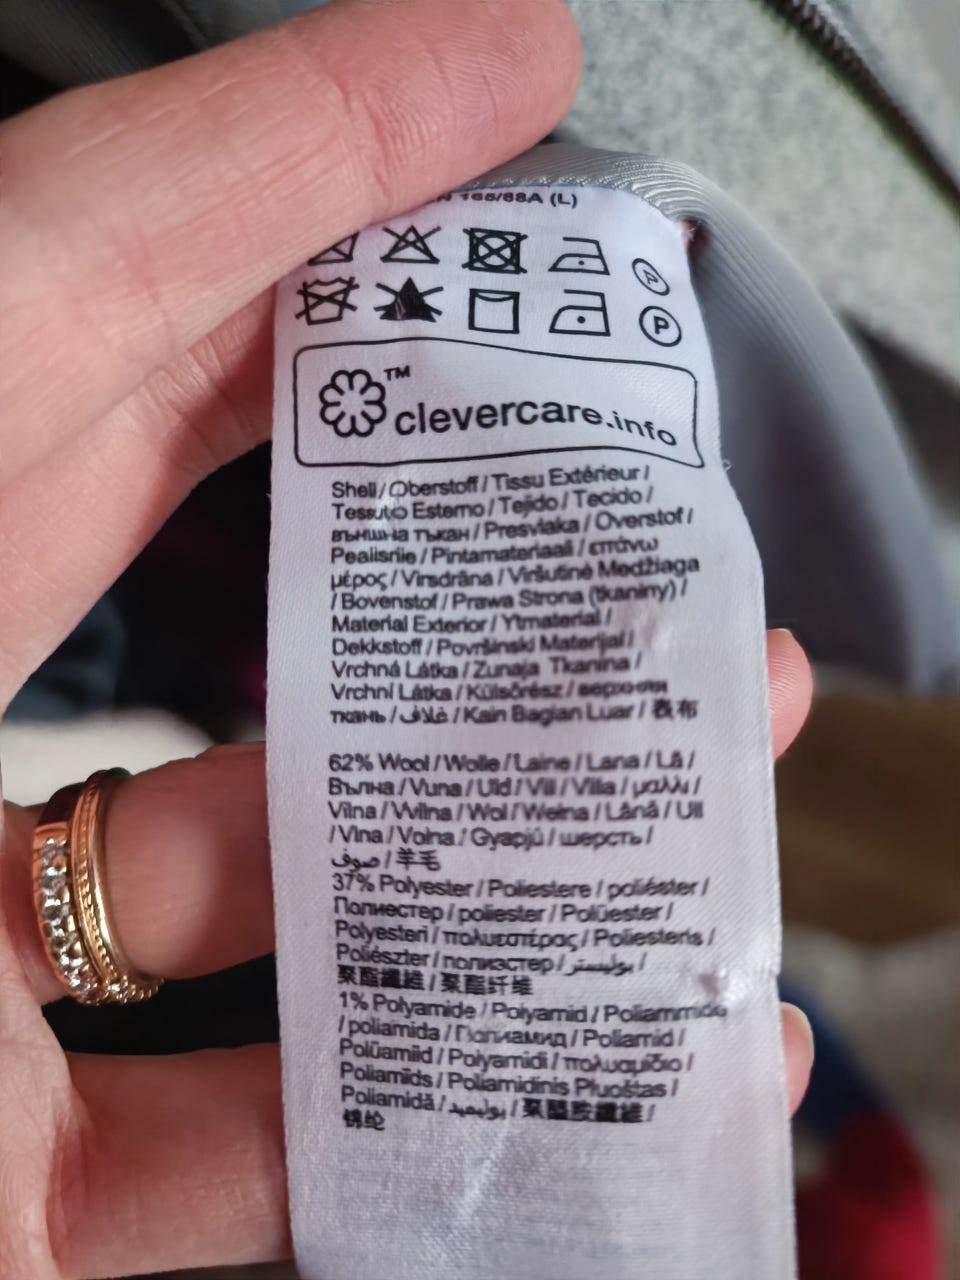 165/88A (L)
P
P
TM
clevercare.info
Shell / Oberstoff / Tissu Extérieur /
Tessuto Esterno / Tejido / Tecido /
външна тъкан / Presvlaka / Overstof /
Pealisriie / Pintamateriaali / επάνω
μέρος / Virsdrāna / Viršutinė Medžiaga
/ Bovenstof / Prawa Strona (tkaniny) /
Material Exterior / Ytmaterial /
Dekkstoff / Površinski Materijal /
Vrchná Látka / Zunaja Tkanina /
Vrchní Látka / Külsőrész / верхняя
ткань / غلاف / Kain Bagian Luar / 表布
62% Wool / Wolle / Laine / Lana / Lã /
Вълна / Vuna / Uld / Vill / Villa / μαλλί /
Vilna / Vilna / Wol / Wełna / Lână / Ull
/ Vlna / Volna / Gyapjú / шерсть /
صوف / 羊毛
37% Polyester / Poliestere / poliéster /
Полиестер / poliester / Polüester /
Polyesteri / πολυεστέρας / Poliesteris /
Poliészter / полиэстер / بوليستر /
聚酯纖維 / 聚酯纤维
1% Polyamide / Polyamid / Poliammide
/ poliamida / Полиамид / Poliamid /
Polüamiid / Polyamidi / πολυαμίδιο /
Poliamīds / Poliamidinis Pluoštas /
Poliamidă / بوليميد / 聚醯胺纖維 /
锦纶